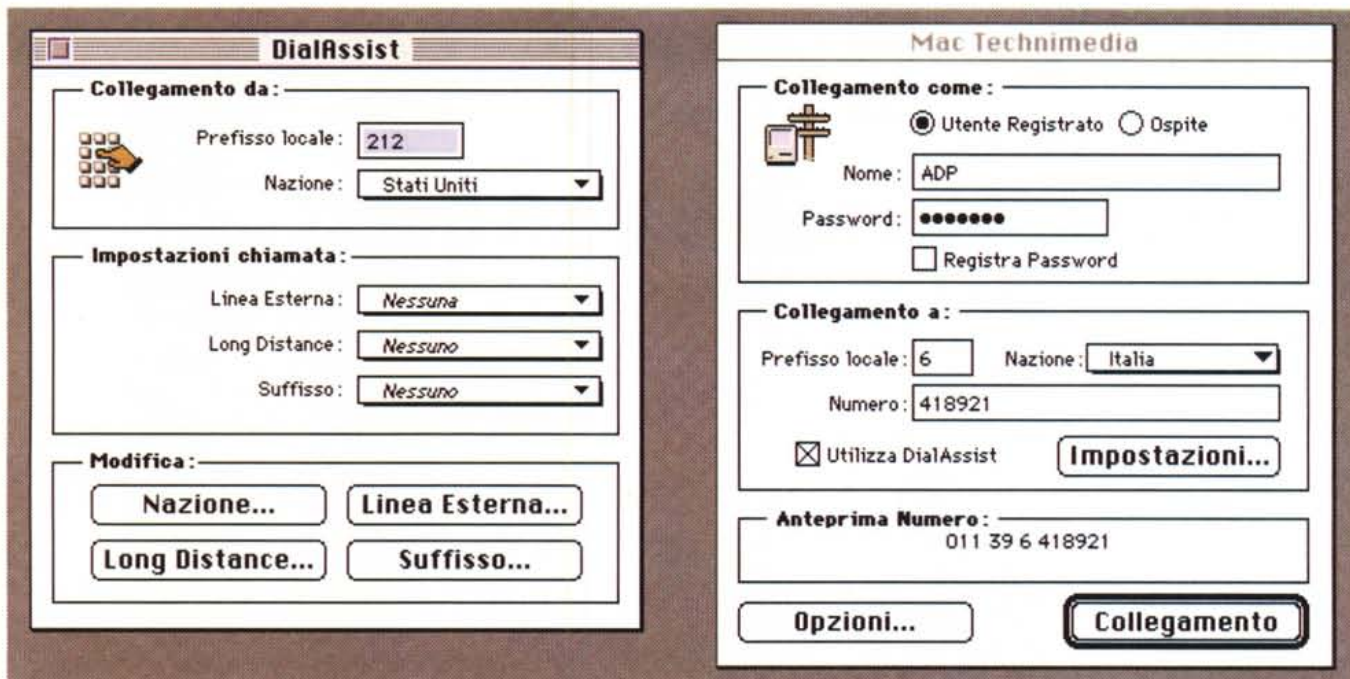 DialAssist
Collegamento da:
Prefisso locale: 212
Nazione: Stati Uniti
Impostazioni chiamata:
Linea Esterna: Nessuna
Long Distance: Nessuno
Suffisso: Nessuno
Modifica:
Nazione... Linea Esterna...
Long Distance... Suffisso...
Mac Technimedia
Collegamento come:
Utente Registrato Ospite
Nome: ADP
Password: •••••••
Registra Password
Collegamento a:
Prefisso locale: 6 Nazione: Italia
Numero: 418921
Utilizza DialAssist Impostazioni...
Anteprima Numero:
011 39 6 418921
Opzioni... Collegamento